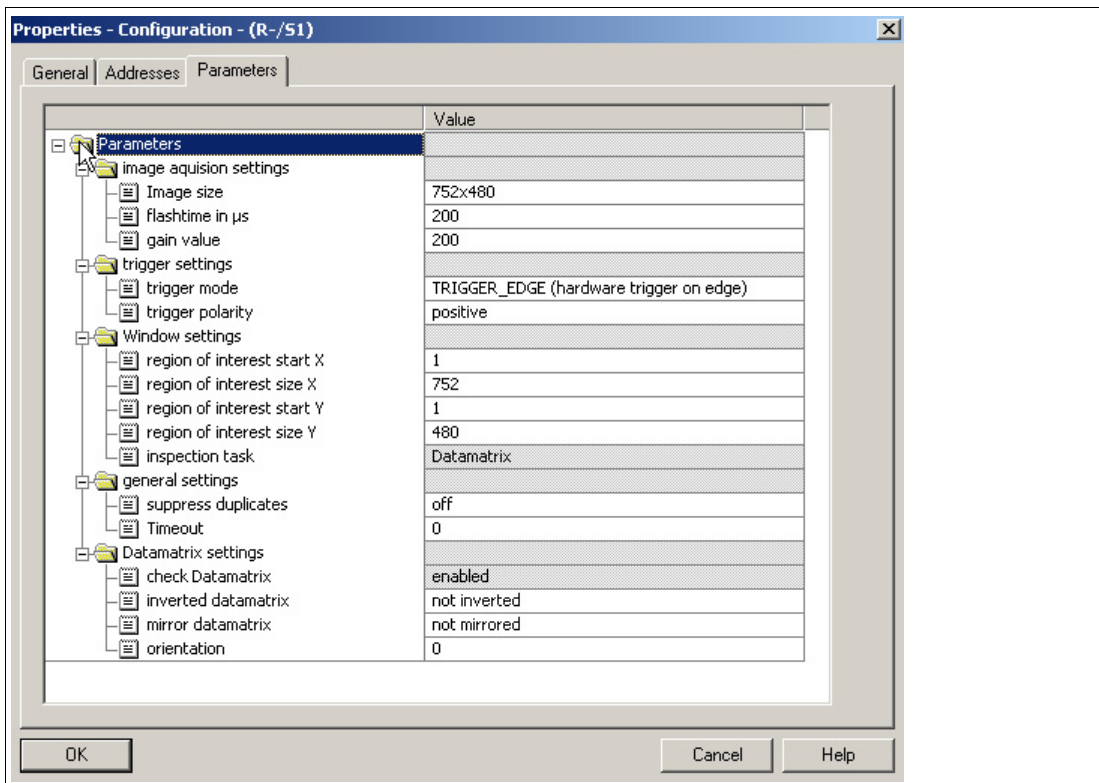 Properties - Configuration - (R-/S1)
General Addresses Parameters
Value
Parameters
image aquision settings
Image size 752x480
flashtime in µs 200
gain value 200
trigger settings
trigger mode TRIGGER_EDGE (hardware trigger on edge)
trigger polarity positive
Window settings
region of interest start X 1
region of interest size X 752
region of interest start Y 1
region of interest size Y 480
inspection task Datamatrix
general settings
suppress duplicates off
Timeout 0
Datamatrix settings
check Datamatrix enabled
inverted datamatrix not inverted
mirror datamatrix not mirrored
orientation 0
OK Cancel Help